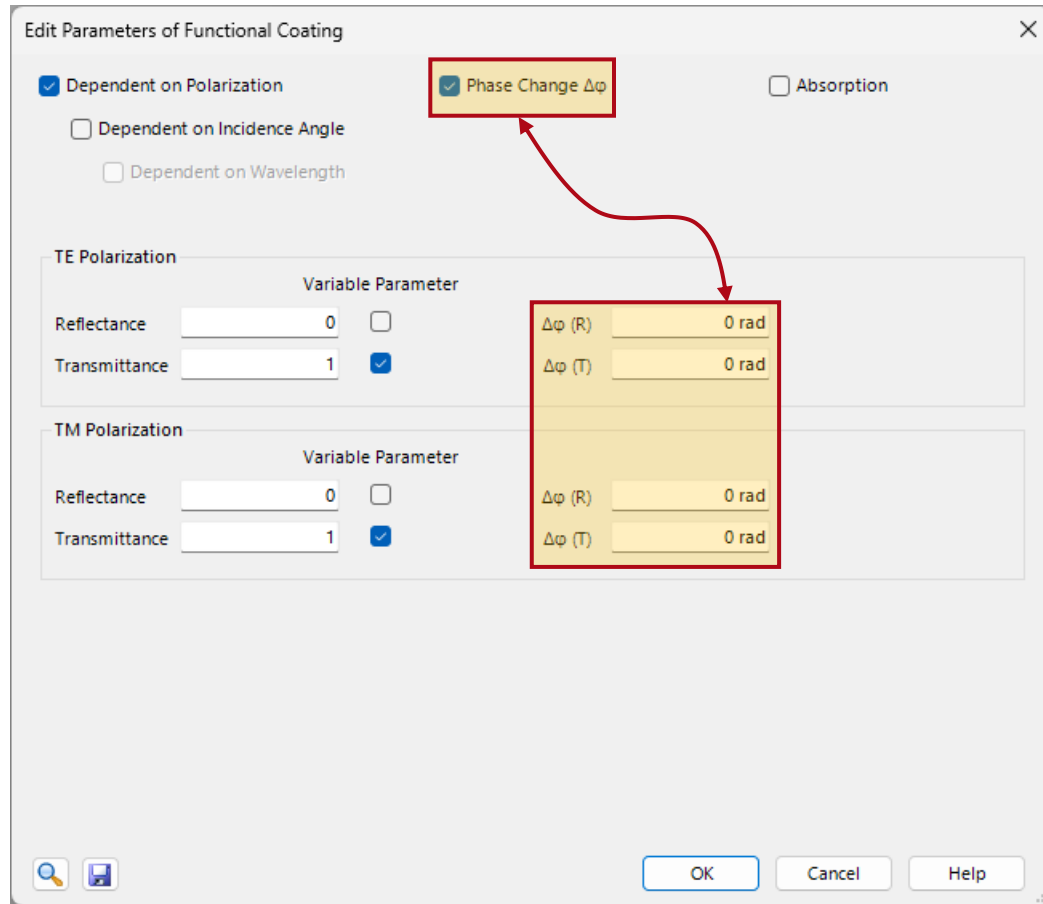 Edit Parameters of Functional Coating
Dependent on Polarization Phase Change Δφ Absorption
Dependent on Incidence Angle
Dependent on Wavelength
TE Polarization
Variable Parameter
Reflectance 0 Δφ (R) 0 rad
Transmittance 1 Δφ (T) 0 rad
TM Polarization
Variable Parameter
Reflectance 0 Δφ (R) 0 rad
Transmittance 1 Δφ (T) 0 rad
OK Cancel Help